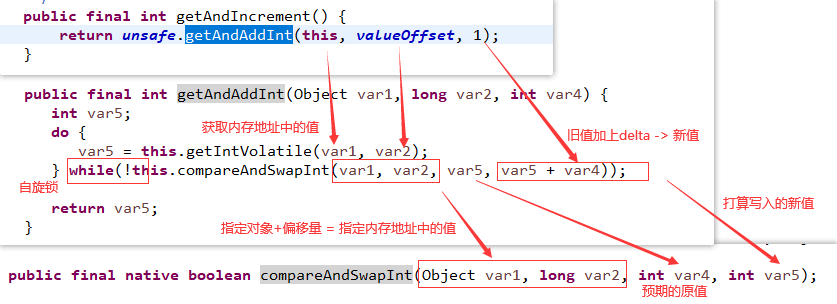 public final int getAndIncrement() {
return unsafe.getAndAddInt(this, valueOffset, 1);
}
public final int getAndAddInt(Object var1, long var2, int var4) {
int var5;
获取内存地址中的值
旧值加上delta -> 新值
do {
var5 = this.getIntVolatile(var1, var2);
} while(!this.compareAndSwapInt(var1, var2, var5, var5 + var4));
自旋锁
打算写入的新值
return var5;
指定对象+偏移量 = 指定内存地址中的值
}
public final native boolean compareAndSwapInt(Object var1, long var2, int var4, int var5);
预期的原值